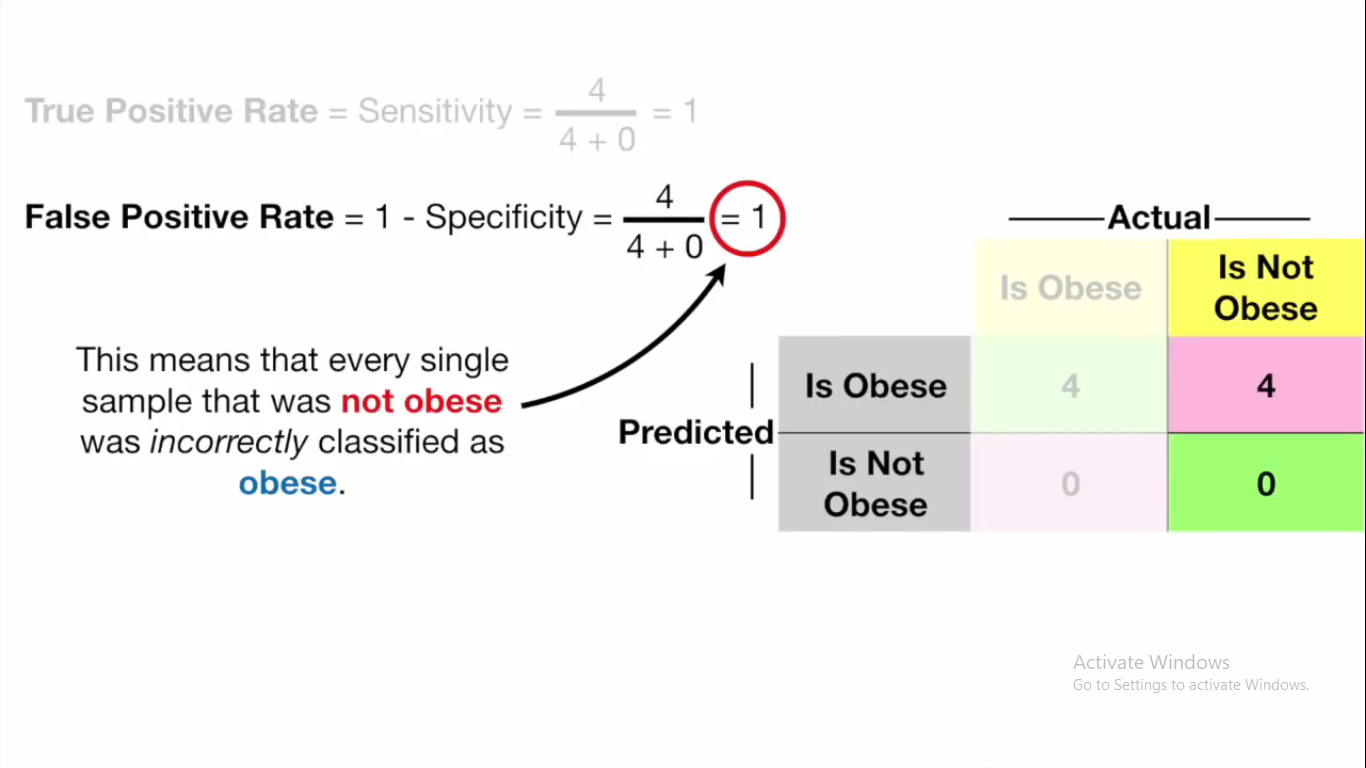 True Positive Rate = Sensitivity = 4 / 4 + 0 = 1
False Positive Rate = 1 - Specificity = 4 / 4 + 0 = 1
Actual
Is Obese
Is Not
Obese
This means that every single
sample that was not obese
was incorrectly classified as
obese.
Predicted
Is Obese
4
4
Is Not
Obese
0
0
Activate Windows
Go to Settings to activate Windows.